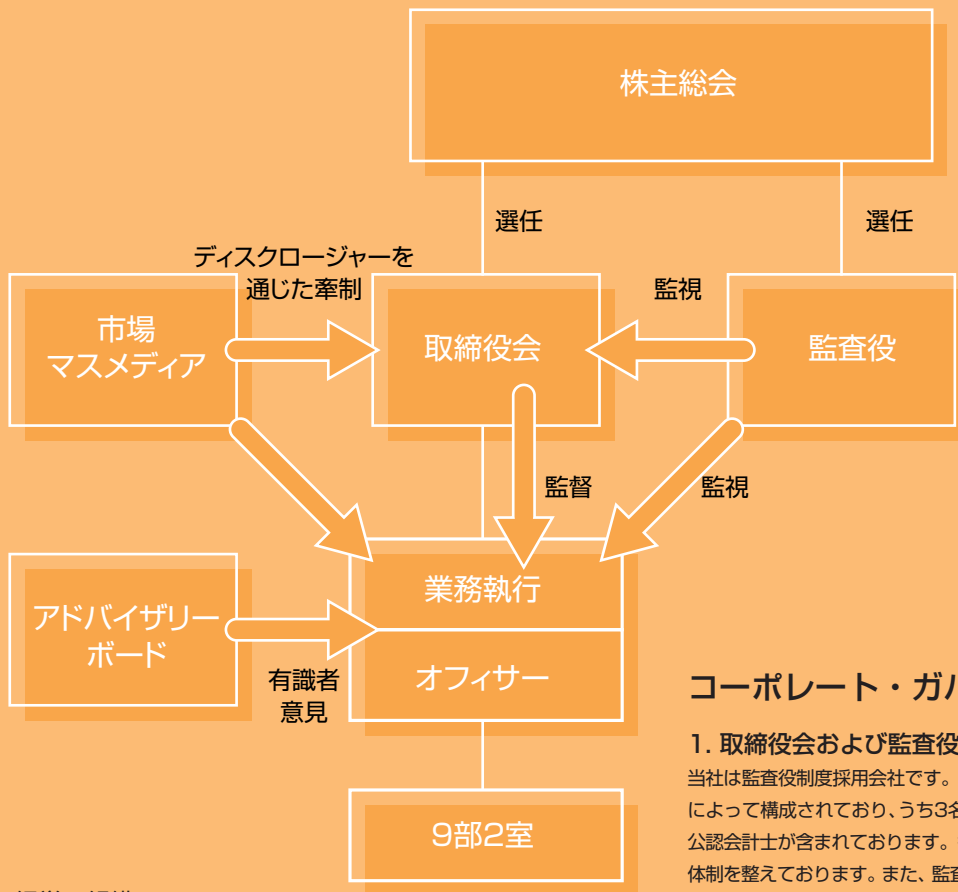 株主総会
選任
選任
ディスクロージャーを
通じた牽制
監視
市場
マスメディア
取締役会
監査役
監督
監視
業務執行
アドバイザリー
ボード
オフィサー
有識者
意見
9部2室
コーポレート・ガ
1. 取締役会および監査役
当社は監査役制度採用会社です。
によって構成されており、うち3名
公認会計士が含まれております。
体制を整えております。また、監査